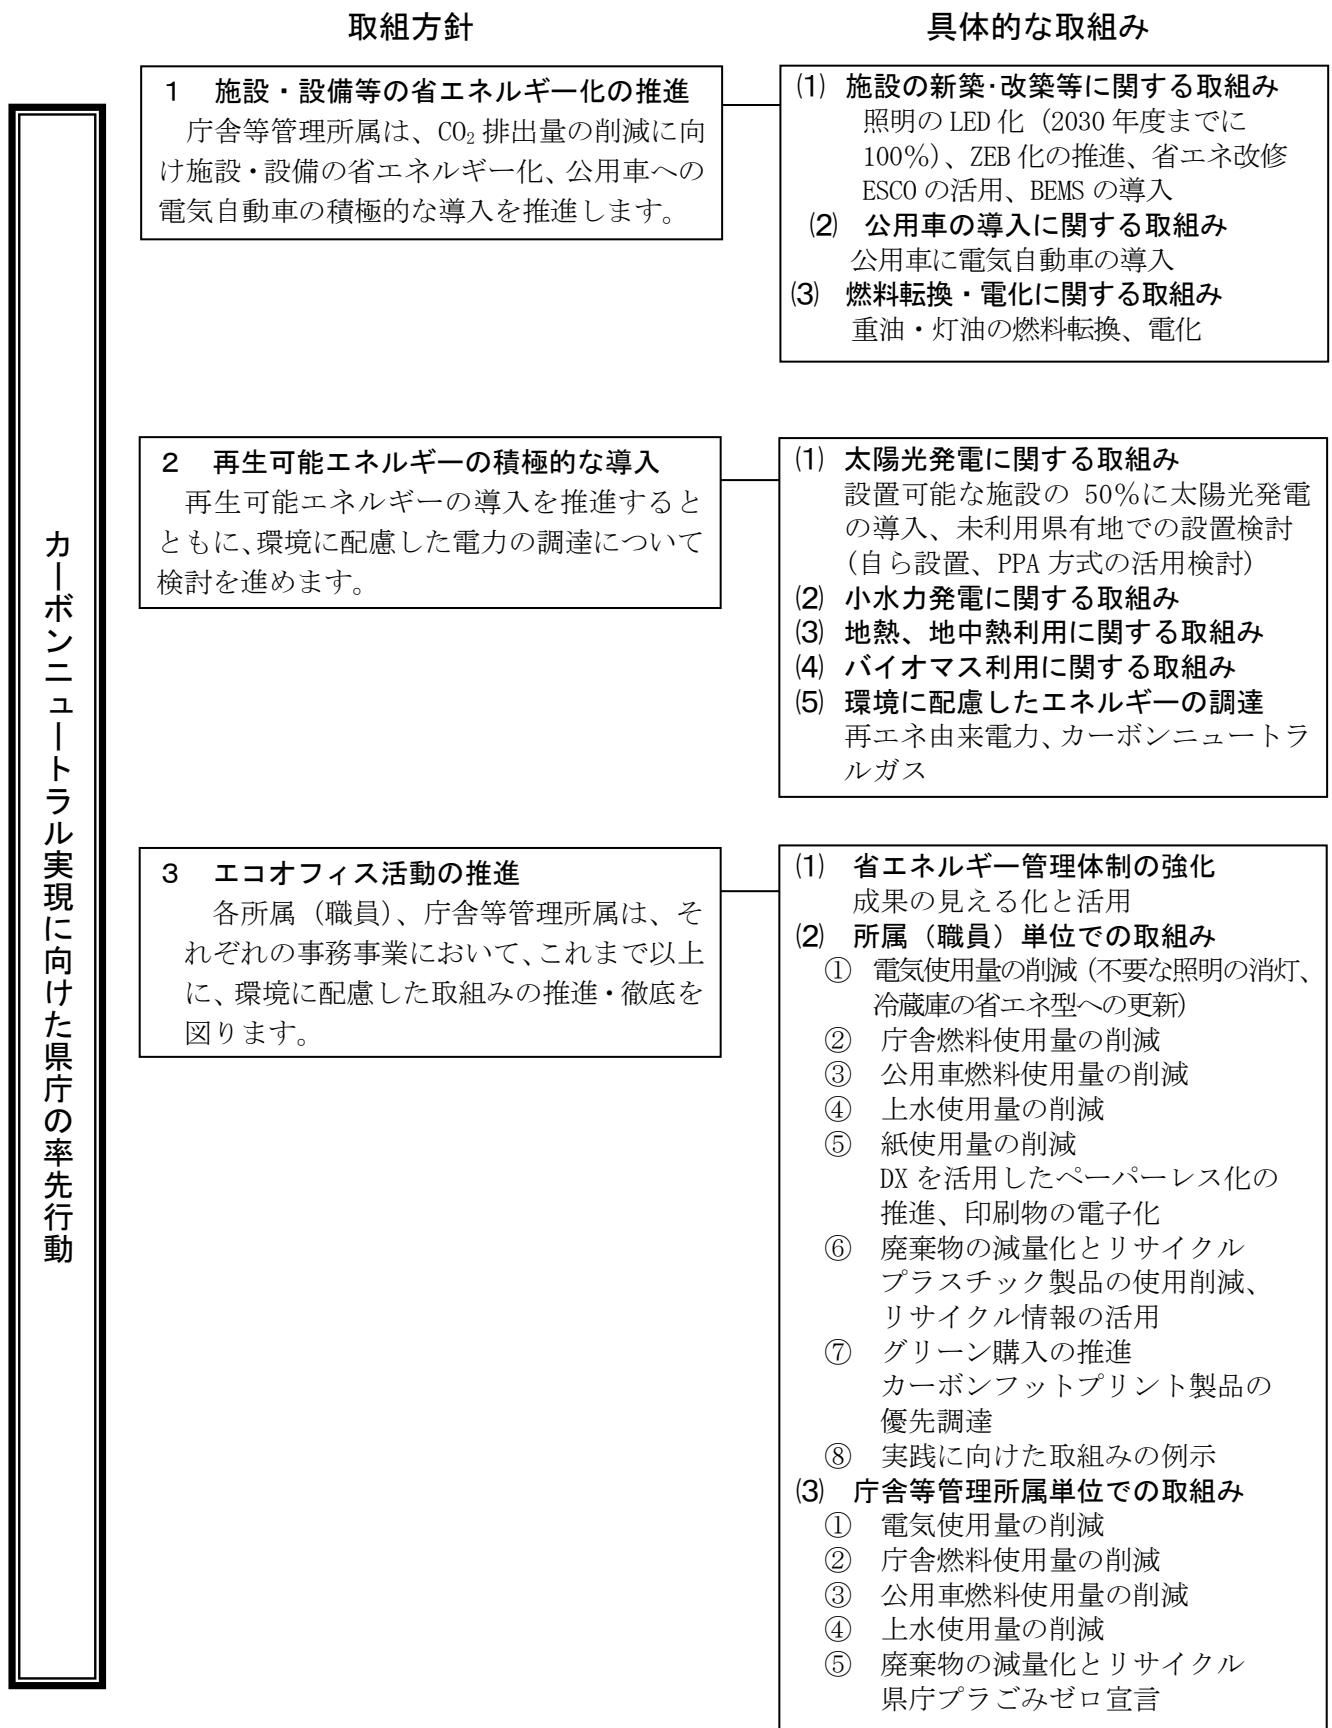 取組方針
具体的な取組み
カーボンニュートラル実現に向けた県庁の率先行動
1 施設・設備等の省エネルギー化の推進
庁舎等管理所属は、CO₂排出量の削減に向
け施設・設備の省エネルギー化、公用車への
電気自動車の積極的な導入を推進します。
⑴ 施設の新築・改築等に関する取組み
照明のLED化（2030年度までに
100％）、ZEB化の推進、省エネ改修
ESCOの活用、BEMSの導入
⑵ 公用車の導入に関する取組み
公用車に電気自動車の導入
⑶ 燃料転換・電化に関する取組み
重油・灯油の燃料転換、電化
2 再生可能エネルギーの積極的な導入
再生可能エネルギーの導入を推進すると
ともに、環境に配慮した電力の調達について
検討を進めます。
⑴ 太陽光発電に関する取組み
設置可能な施設の 50％に太陽光発電
の導入、未利用県有地での設置検討
（自ら設置、PPA方式の活用検討）
⑵ 小水力発電に関する取組み
⑶ 地熱、地中熱利用に関する取組み
⑷ バイオマス利用に関する取組み
⑸ 環境に配慮したエネルギーの調達
再エネ由来電力、カーボンニュートラ
ルガス
3 エコオフィス活動の推進
各所属（職員）、庁舎等管理所属は、そ
れぞれの事務事業において、これまで以上
に、環境に配慮した取組みの推進・徹底を
図ります。
⑴ 省エネルギー管理体制の強化
成果の見える化と活用
⑵ 所属（職員）単位での取組み
① 電気使用量の削減（不要な照明の消灯、
冷蔵庫の省エネ型への更新）
② 庁舎燃料使用量の削減
③ 公用車燃料使用量の削減
④ 上水使用量の削減
⑤ 紙使用量の削減
DXを活用したペーパーレス化の
推進、印刷物の電子化
⑥ 廃棄物の減量化とリサイクル
プラスチック製品の使用削減、
リサイクル情報の活用
⑦ グリーン購入の推進
カーボンフットプリント製品の
優先調達
⑧ 実践に向けた取組みの例示
⑶ 庁舎等管理所属単位での取組み
① 電気使用量の削減
② 庁舎燃料使用量の削減
③ 公用車燃料使用量の削減
④ 上水使用量の削減
⑤ 廃棄物の減量化とリサイクル
県庁プラごみゼロ宣言